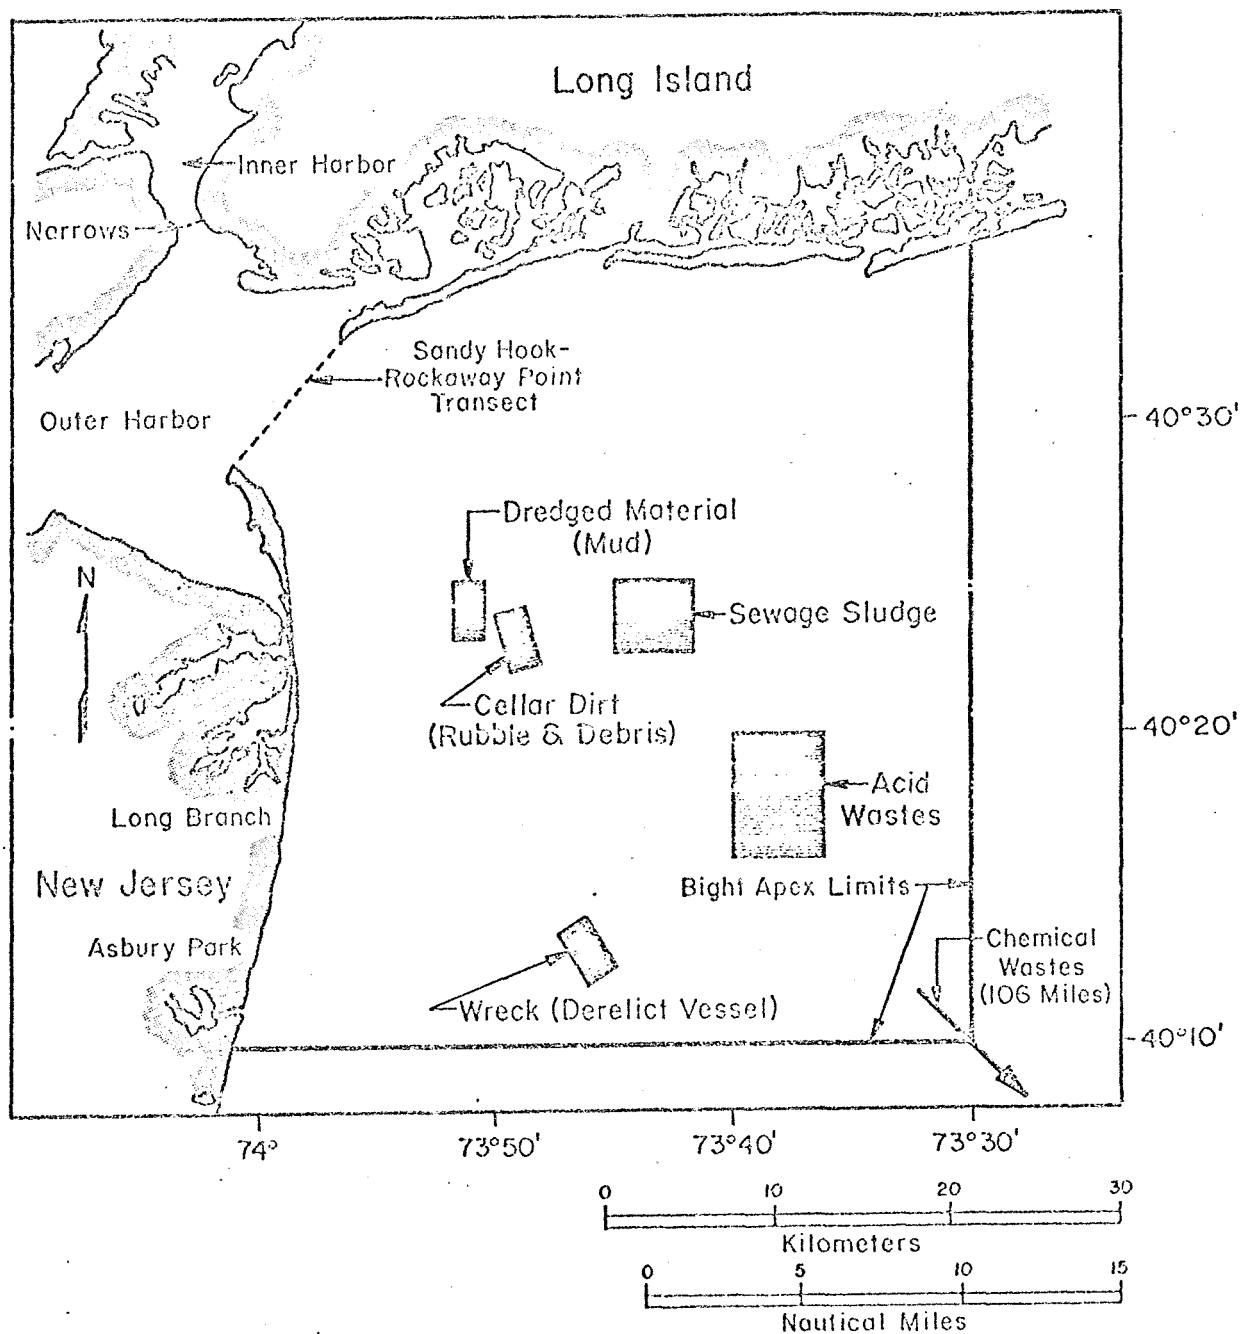 Long Island
Inner Harbor
Narrows
Sandy Hook-
Rockaway Point
Transect
Outer Harbor
40°30'
Dredged Material
(Mud)
N
Sewage Sludge
Cellar Dirt
(Rubble & Debris)
40°20'
Acid
Wastes
Long Branch
New Jersey
Bight Apex Limits
Asbury Park
Chemical
Wastes
(106 Miles)
Wreck (Derelict Vessel)
40°10'
74° 73°50' 73°40' 73°30'
0 10 20 30
Kilometers
0 5 10 15
Nautical Miles